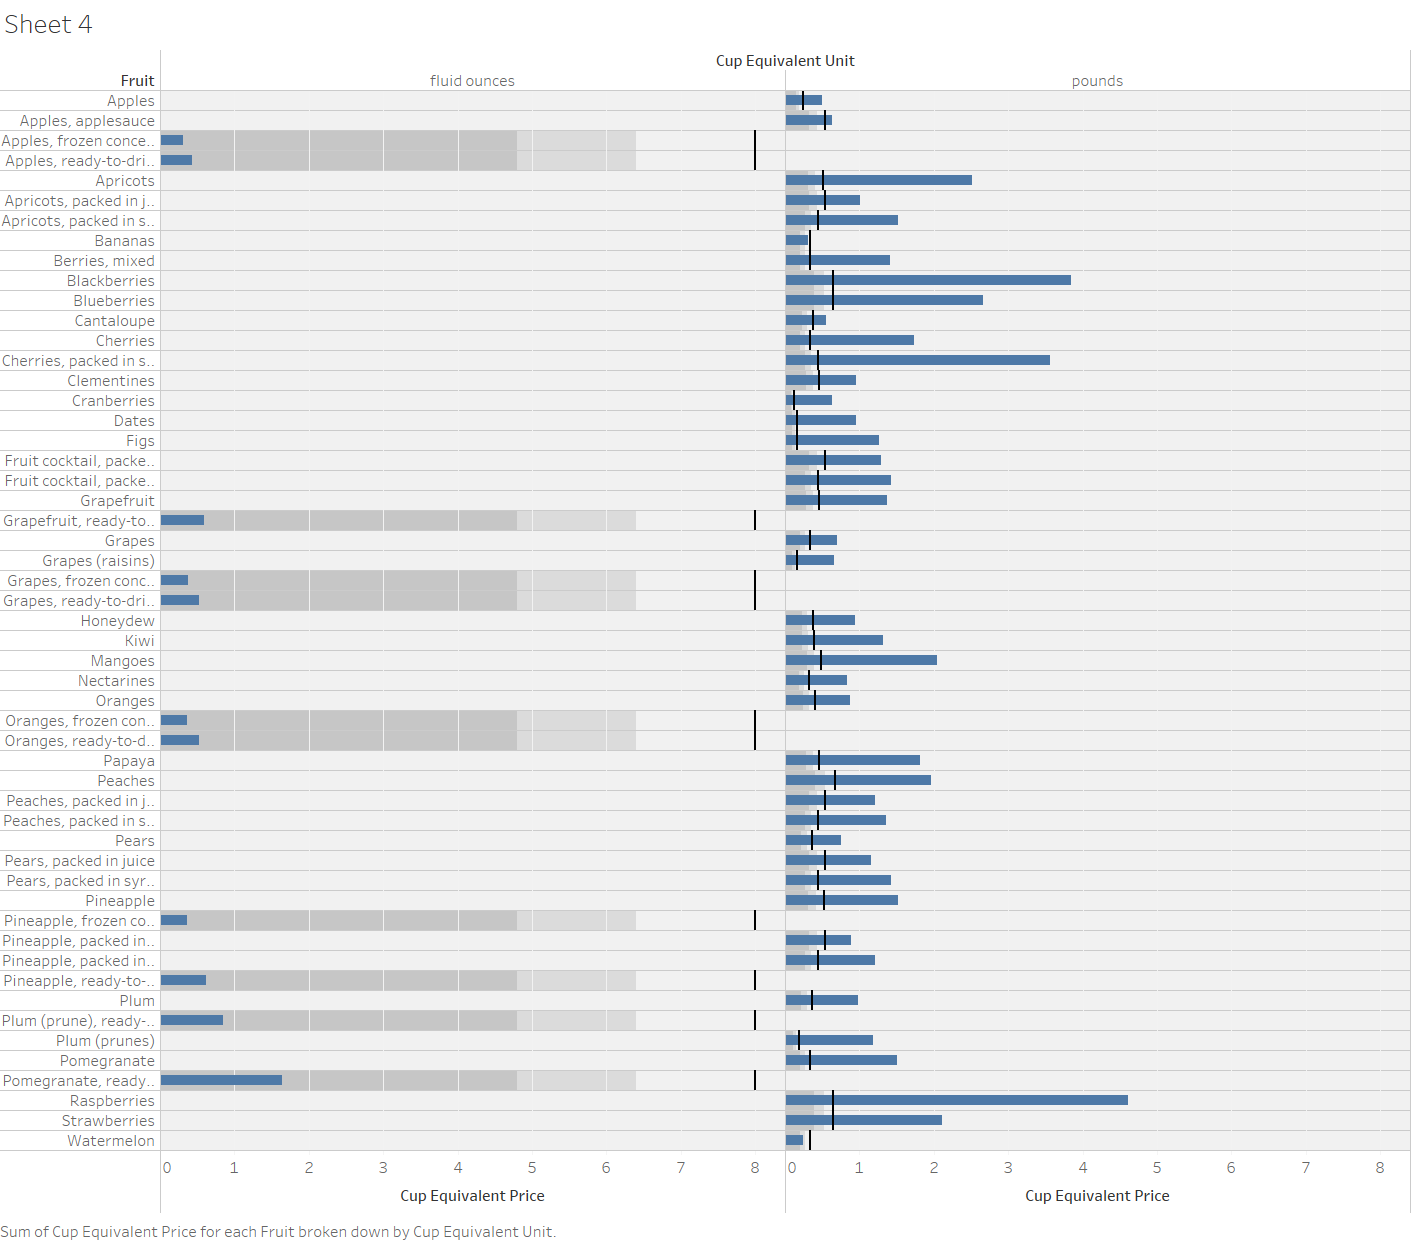 Sheet 4
Cup Equivalent Unit
Fruit fluid ounces pounds
Apples
Apples, applesauce
Apples, frozen conce..
Apples, ready-to-dri..
Apricots
Apricots, packed in j..
Apricots, packed in s..
Bananas
Berries, mixed
Blackberries
Blueberries
Cantaloupe
Cherries
Cherries, packed in s..
Clementines
Cranberries
Dates
Figs
Fruit cocktail, packe..
Fruit cocktail, packe..
Grapefruit
Grapefruit, ready-to..
Grapes
Grapes (raisins)
Grapes, frozen conc..
Grapes, ready-to-dri..
Honeydew
Kiwi
Mangoes
Nectarines
Oranges
Oranges, frozen con..
Oranges, ready-to-d..
Papaya
Peaches
Peaches, packed in j..
Peaches, packed in s..
Pears
Pears, packed in juice
Pears, packed in syr..
Pineapple
Pineapple, frozen co..
Pineapple, packed in..
Pineapple, packed in..
Pineapple, ready-to-..
Plum
Plum (prune), ready-..
Plum (prunes)
Pomegranate
Pomegranate, ready..
Raspberries
Strawberries
Watermelon
0 1 2 3 4 5 6 7 8 0 1 2 3 4 5 6 7 8
Cup Equivalent Price Cup Equivalent Price
Sum of Cup Equivalent Price for each Fruit broken down by Cup Equivalent Unit.